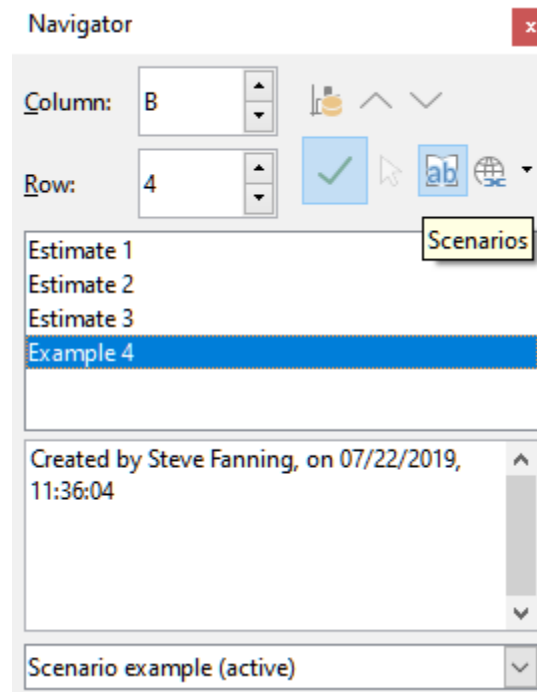 Navigator
x
Column:
B
Row:
4
ab
Scenarios
Estimate 1
Estimate 2
Estimate 3
Example 4
Created by Steve Fanning, on 07/22/2019,
11:36:04
Scenario example (active)